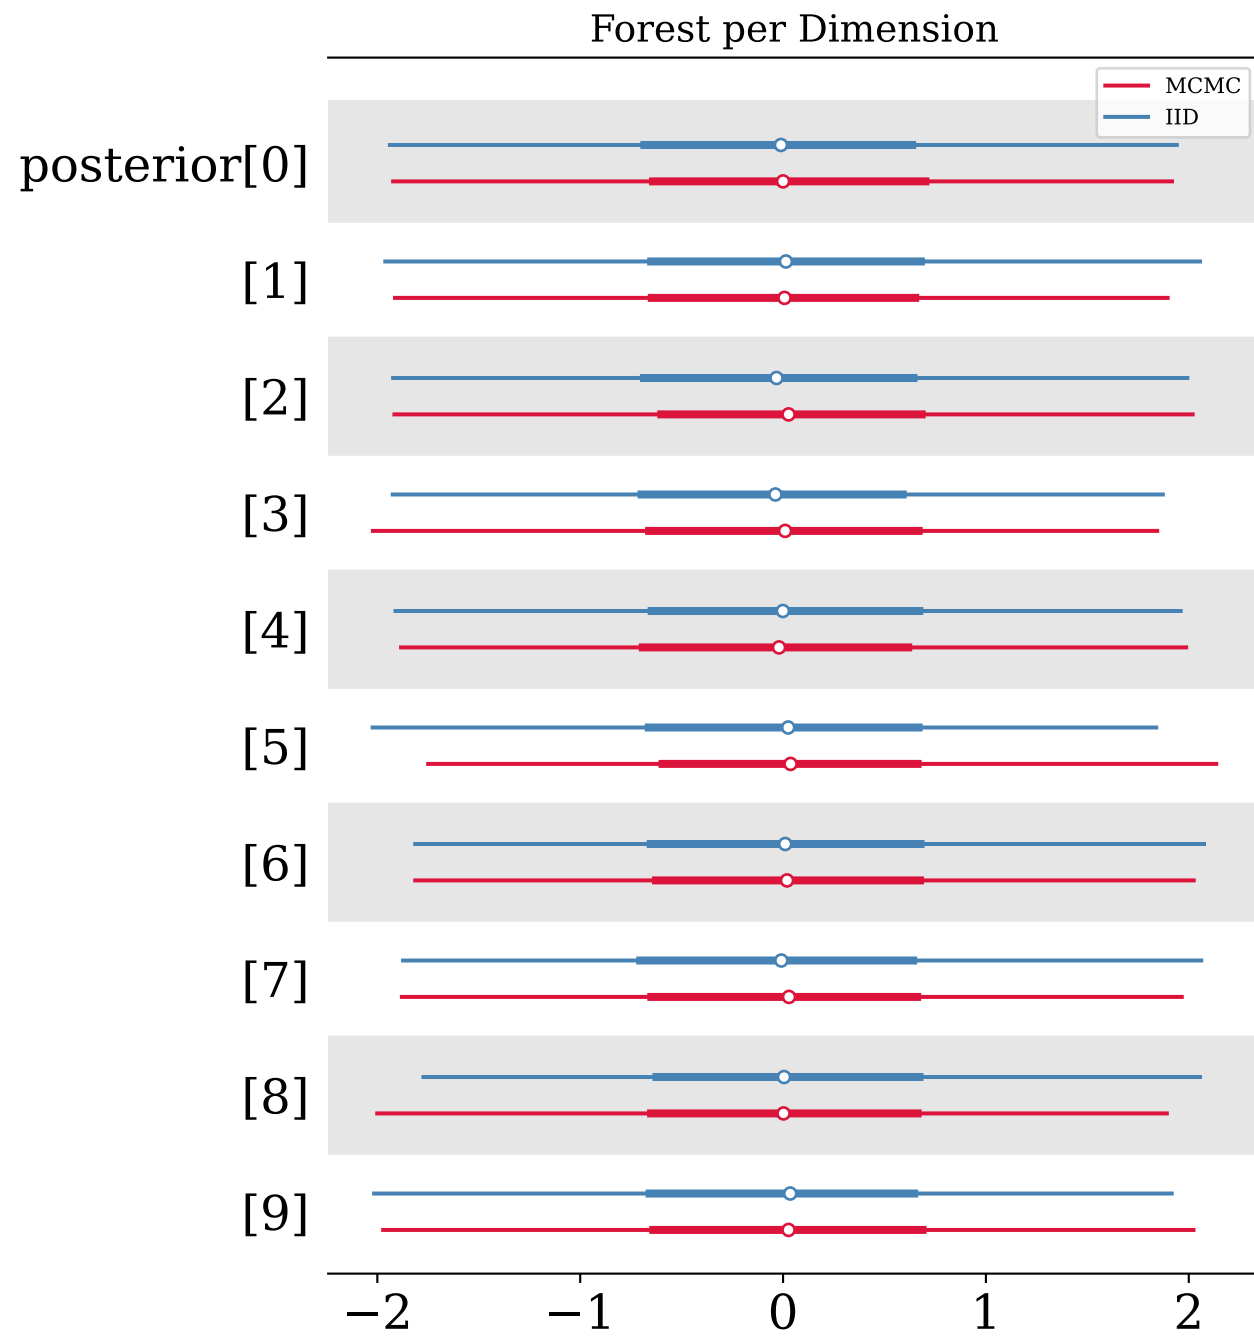 Forest per Dimension
MCMC
IID
posterior[0]
[1]
[2]
[3]
[4]
[5]
[6]
[7]
[8]
[9]
−2 −1 0 1 2